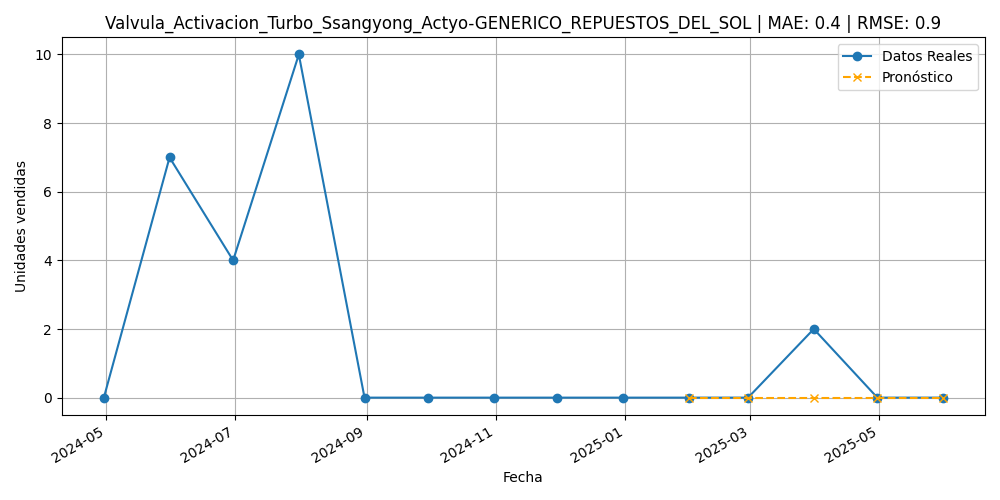 Valvula_Activacion_Turbo_Ssangyong_Actyo-GENERICO_REPUESTOS_DEL_SOL | MAE: 0.4 | RMSE: 0.9
Datos Reales
Pronóstico
Unidades vendidas
10
8
6
4
2
0
2024-05
2024-07
2024-09
2024-11
2025-01
2025-03
2025-05
Fecha